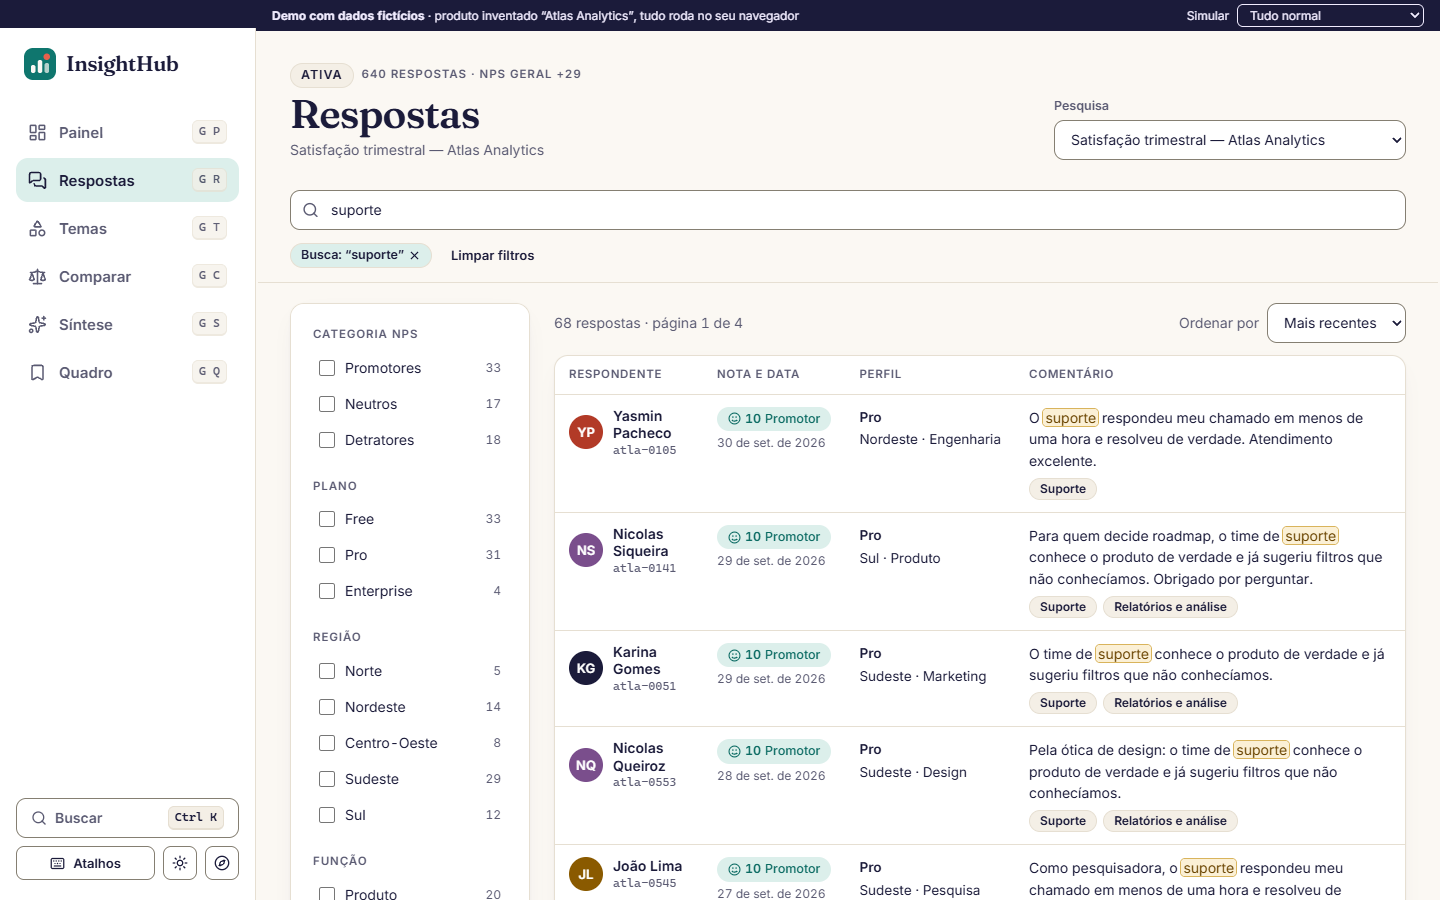 Demo com dados fictícios · produto inventado “Atlas Analytics”, tudo roda no seu navegador
Simular
Tudo normal
InsightHub
Painel
G P
Respostas
G R
Temas
G T
Comparar
G C
Síntese
G S
Quadro
G Q
Buscar
Ctrl K
Atalhos
ATIVA
640 RESPOSTAS · NPS GERAL +29
Respostas
Satisfação trimestral — Atlas Analytics
Pesquisa
Satisfação trimestral — Atlas Analytics
suporte
Busca: “suporte”
Limpar filtros
CATEGORIA NPS
Promotores 33
Neutros 17
Detratores 18
PLANO
Free 33
Pro 31
Enterprise 4
REGIÃO
Norte 5
Nordeste 14
Centro-Oeste 8
Sudeste 29
Sul 12
FUNÇÃO
Produto 20
68 respostas · página 1 de 4
Ordenar por
Mais recentes
RESPONDENTE NOTA E DATA PERFIL COMENTÁRIO
YP
Yasmin
Pacheco
atla-0105
10 Promotor
30 de set. de 2026
Pro
Nordeste · Engenharia
O suporte respondeu meu chamado em menos de
uma hora e resolveu de verdade. Atendimento
excelente.
Suporte
NS
Nicolas
Siqueira
atla-0141
10 Promotor
29 de set. de 2026
Pro
Sul · Produto
Para quem decide roadmap, o time de suporte
conhece o produto de verdade e já sugeriu filtros que
não conhecíamos. Obrigado por perguntar.
Suporte
Relatórios e análise
KG
Karina
Gomes
atla-0051
10 Promotor
29 de set. de 2026
Pro
Sudeste · Marketing
O time de suporte conhece o produto de verdade e já
sugeriu filtros que não conhecíamos.
Suporte
Relatórios e análise
NQ
Nicolas
Queiroz
atla-0553
10 Promotor
28 de set. de 2026
Pro
Sudeste · Design
Pela ótica de design: o time de suporte conhece o
produto de verdade e já sugeriu filtros que não
conhecíamos.
Suporte
Relatórios e análise
JL
João Lima
atla-0545
10 Promotor
27 de set. de 2026
Pro
Sudeste · Pesquisa
Como pesquisadora, o suporte respondeu meu
chamado em menos de uma hora e resolveu de